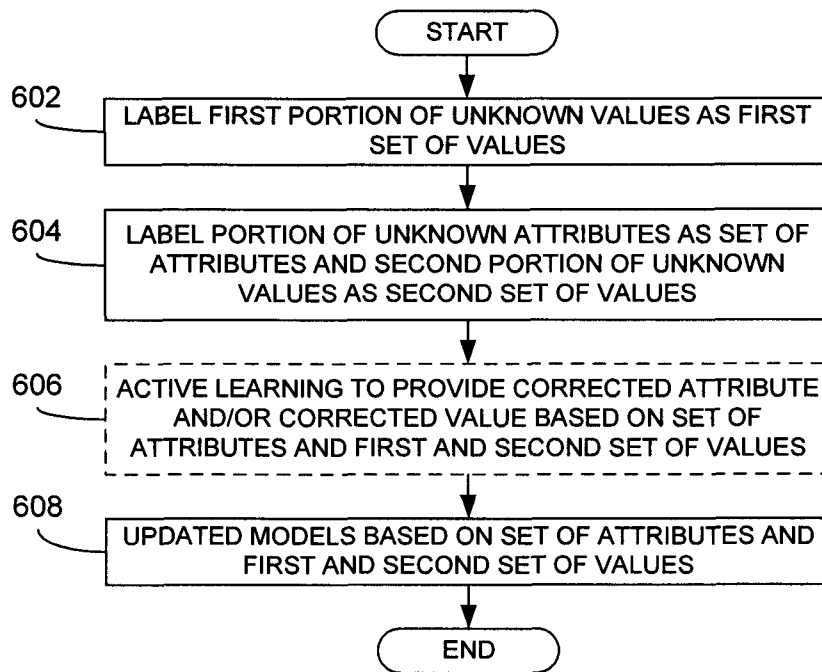 START
602
LABEL FIRST PORTION OF UNKNOWN VALUES AS FIRST
SET OF VALUES
604
LABEL PORTION OF UNKNOWN ATTRIBUTES AS SET OF
ATTRIBUTES AND SECOND PORTION OF UNKNOWN
VALUES AS SECOND SET OF VALUES
606
ACTIVE LEARNING TO PROVIDE CORRECTED ATTRIBUTE
AND/OR CORRECTED VALUE BASED ON SET OF
ATTRIBUTES AND FIRST AND SECOND SET OF VALUES
608
UPDATED MODELS BASED ON SET OF ATTRIBUTES AND
FIRST AND SECOND SET OF VALUES
END